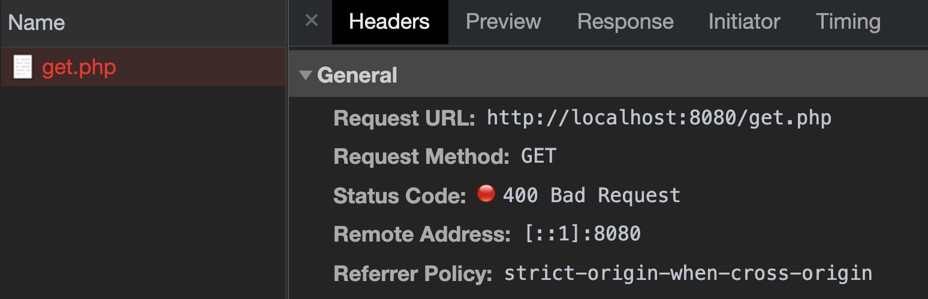 Name
× Headers Preview Response Initiator Timing
get.php
General
Request URL: http://localhost:8080/get.php
Request Method: GET
Status Code: 400 Bad Request
Remote Address: [::1]:8080
Referrer Policy: strict-origin-when-cross-origin